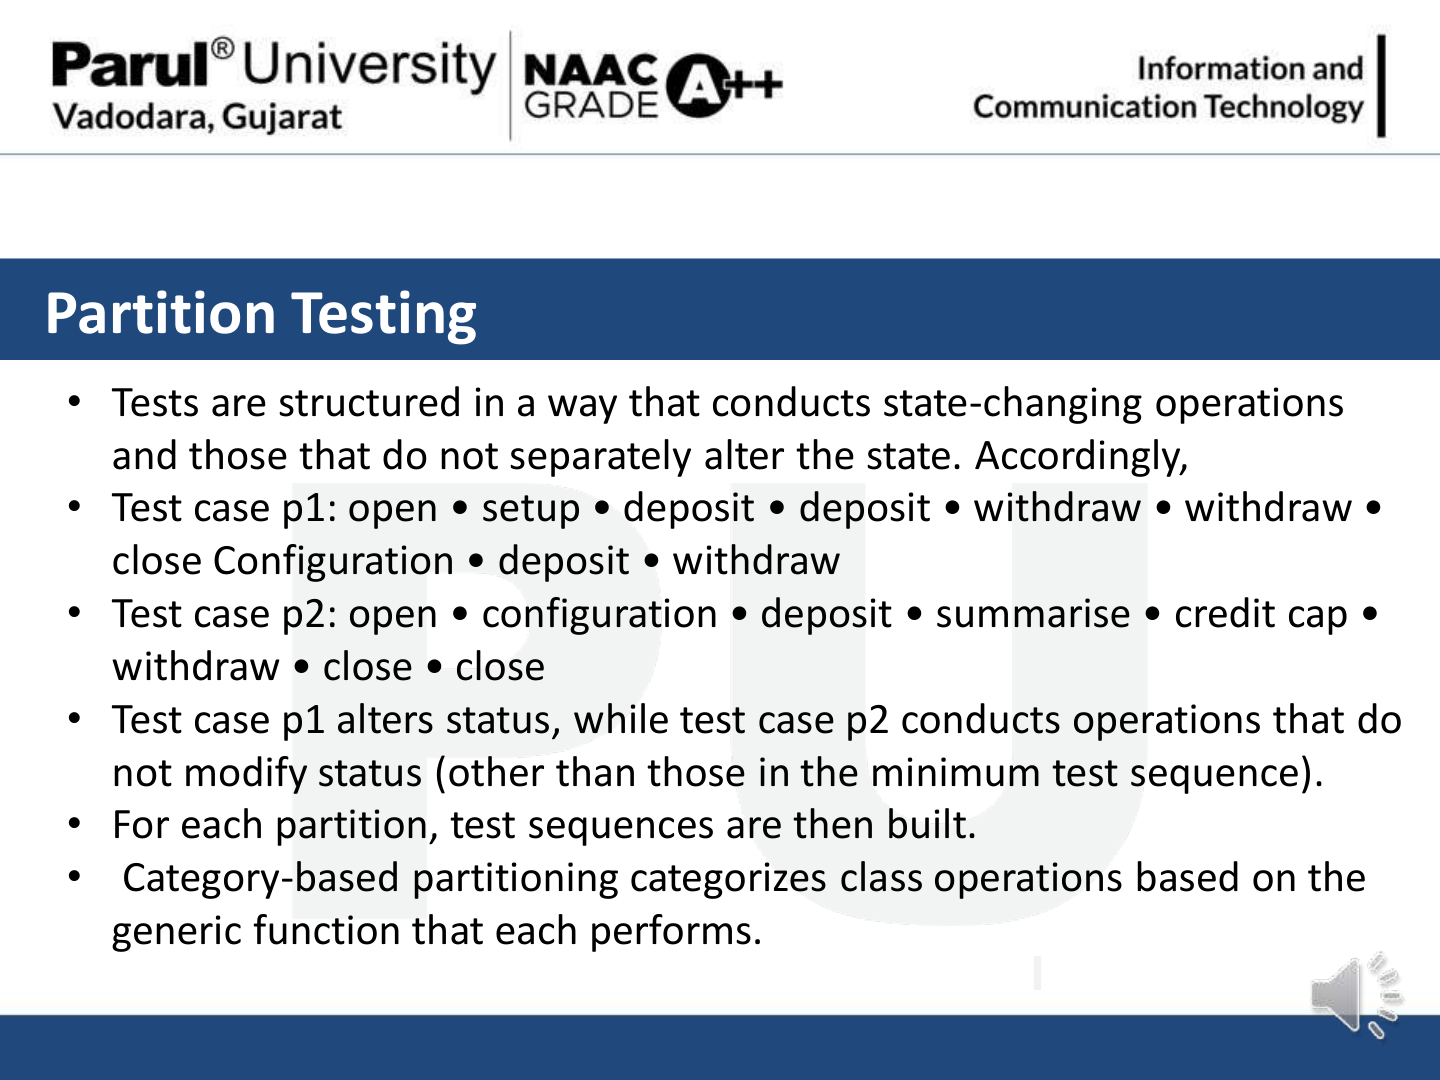 Parul® University
Vadodara, Gujarat
NAAC
GRADE A++
Information and
Communication Technology
Partition Testing
• Tests are structured in a way that conducts state-changing operations
and those that do not separately alter the state. Accordingly,
• Test case p1: open • setup • deposit • deposit • withdraw • withdraw •
close Configuration • deposit • withdraw
• Test case p2: open • configuration • deposit • summarise • credit cap •
withdraw • close • close
• Test case p1 alters status, while test case p2 conducts operations that do
not modify status (other than those in the minimum test sequence).
• For each partition, test sequences are then built.
• Category-based partitioning categorizes class operations based on the
generic function that each performs.
PU